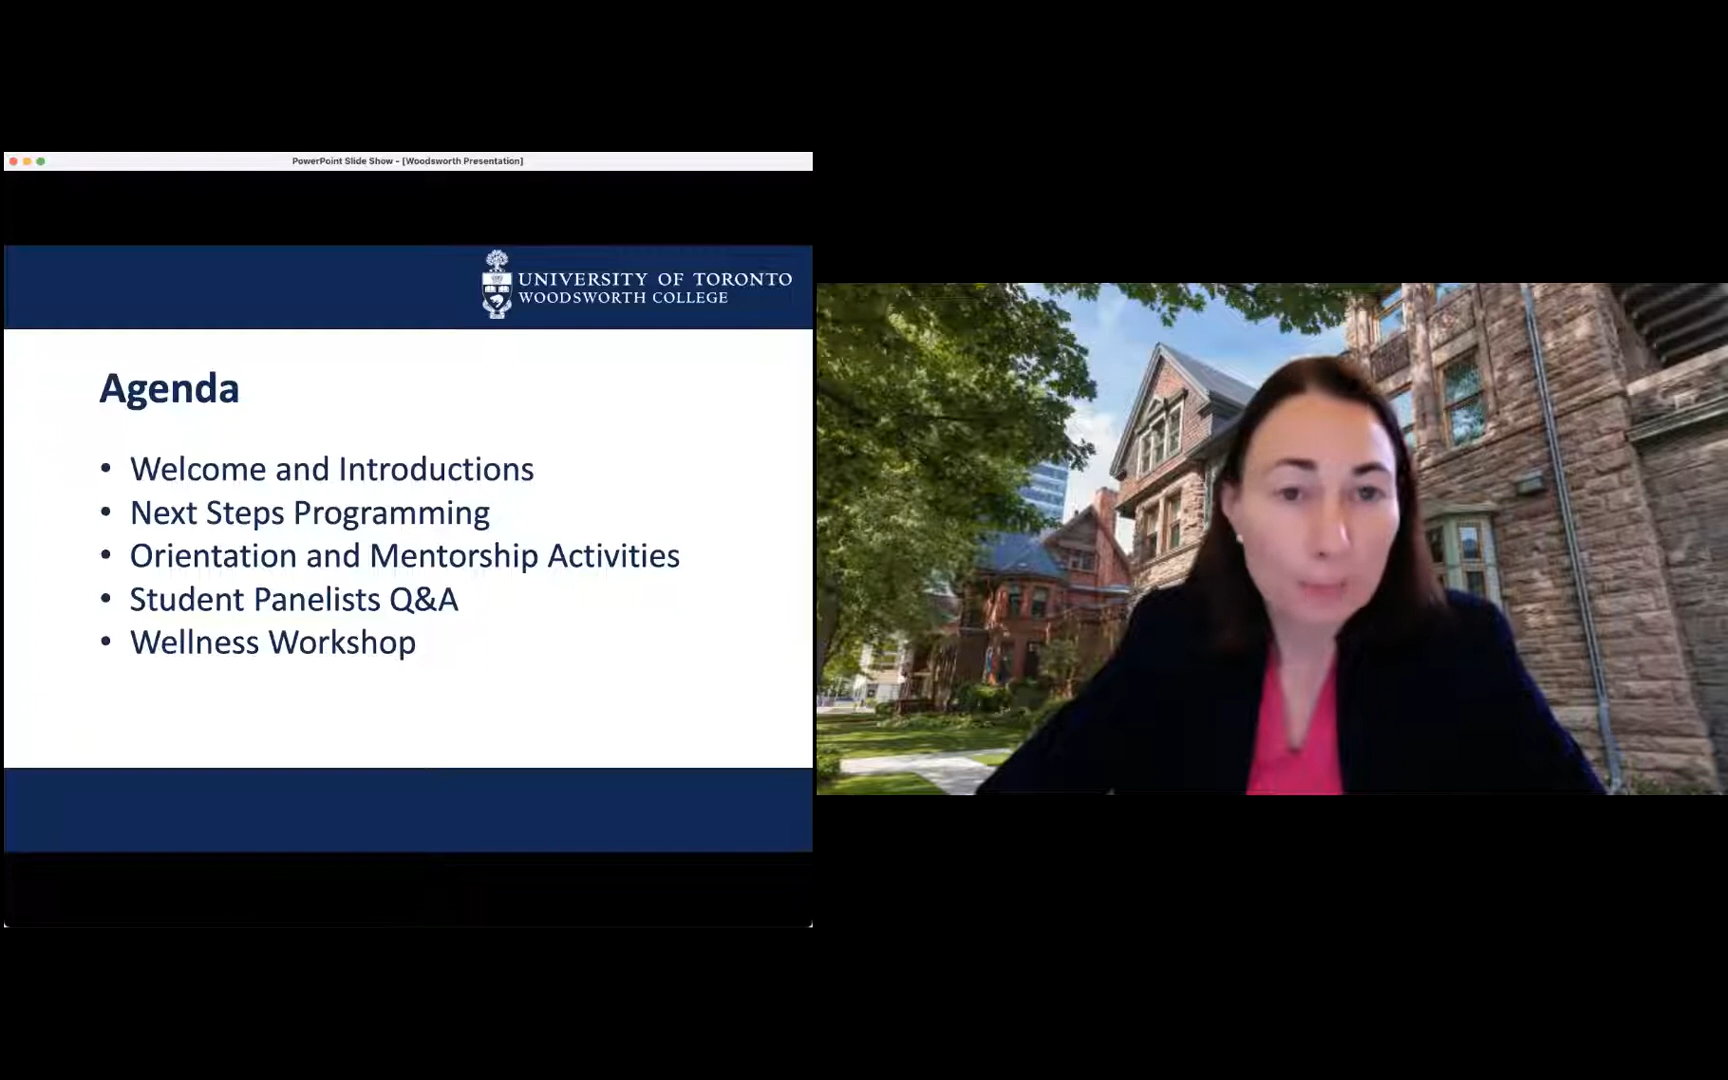 PowerPoint Slide Show - [Woodsworth Presentation]
UNIVERSITY OF TORONTO
WOODSWORTH COLLEGE
Agenda
• Welcome and Introductions
• Next Steps Programming
• Orientation and Mentorship Activities
• Student Panelists Q&A
• Wellness Workshop